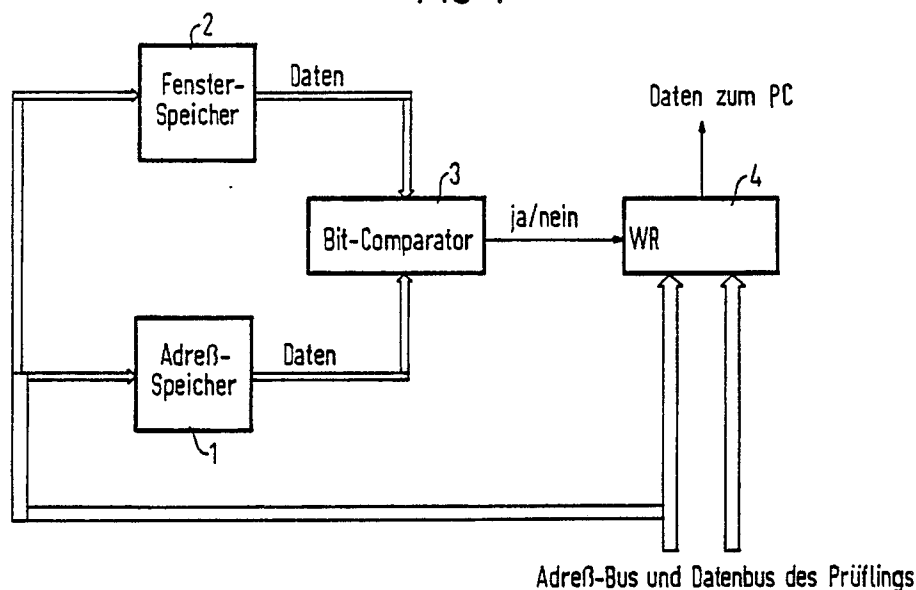 2
Fenster-
Speicher
Daten
Daten zum PC
3
Bit-Comparator
ja/nein
4
WR
Adreß-
Speicher
Daten
1
Adreß-Bus und Datenbus des Prüflings